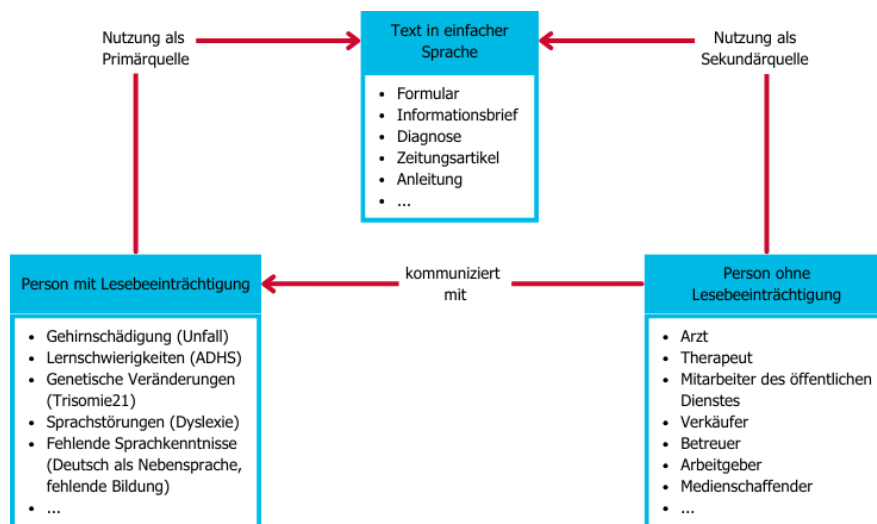 Nutzung als
Primärquelle
Text in einfacher
Sprache
Nutzung als
Sekundärquelle
• Formular
• Informationsbrief
• Diagnose
• Zeitungsartikel
• Anleitung
• ...
Person mit Lesebeeinträchtigung
kommuniziert
mit
Person ohne
Lesebeeinträchtigung
• Gehirnschädigung (Unfall)
• Lernschwierigkeiten (ADHS)
• Genetische Veränderungen
(Trisomie21)
• Sprachstörungen (Dyslexie)
• Fehlende Sprachkenntnisse
(Deutsch als Nebensprache,
fehlende Bildung)
• ...
• Arzt
• Therapeut
• Mitarbeiter des öffentlichen
Dienstes
• Verkäufer
• Betreuer
• Arbeitgeber
• Medienschaffender
• ...